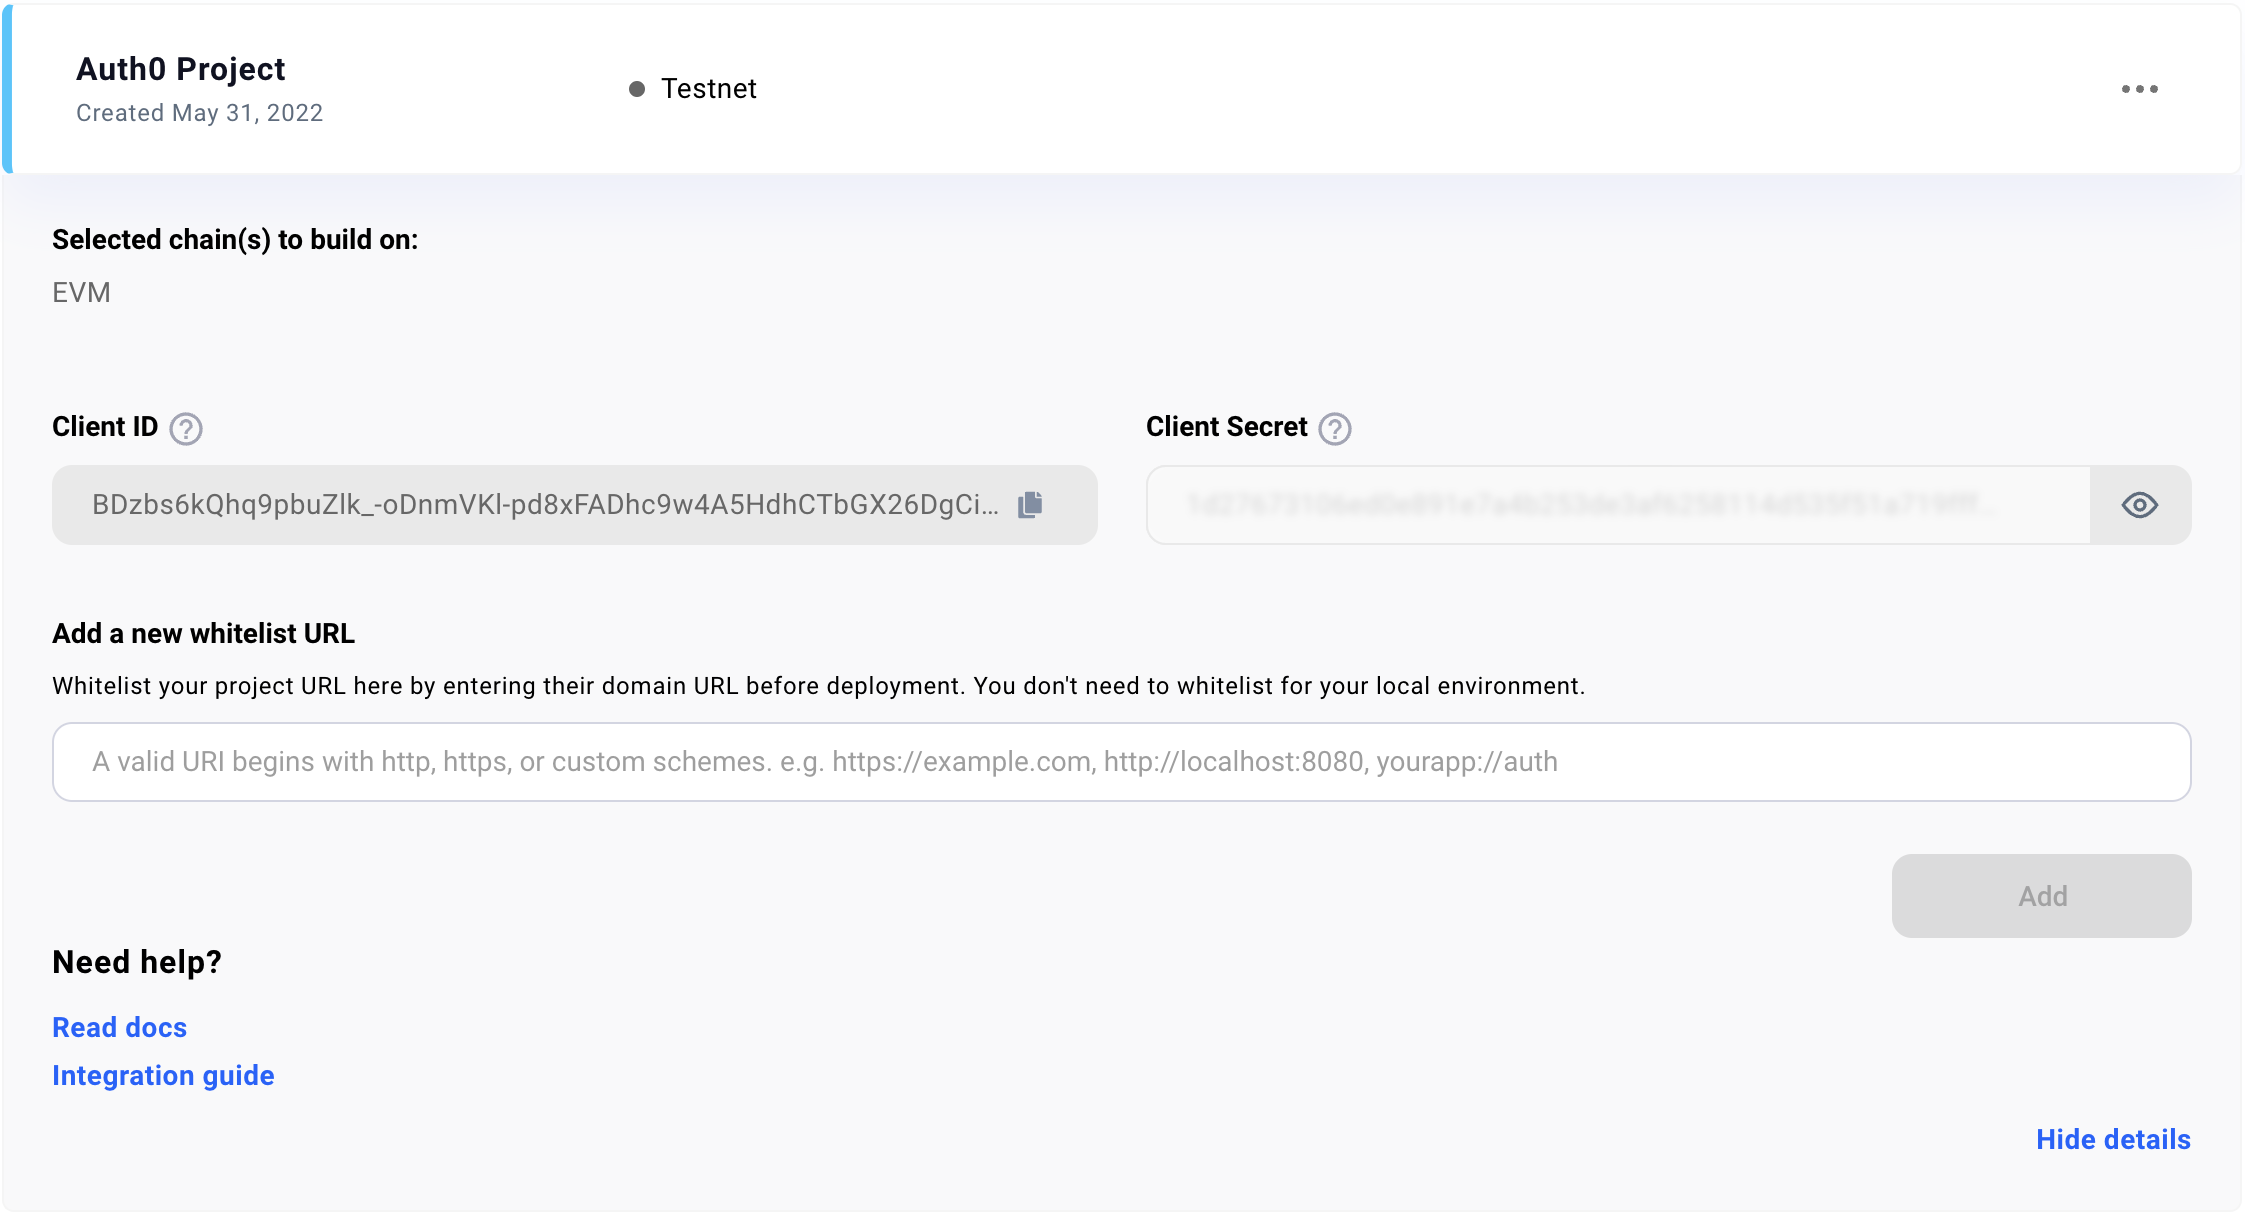 Auth0 Project
Created May 31, 2022
Testnet
Selected chain(s) to build on:
EVM
Client ID
Client Secret
BDzbs6kQhq9pbuZlk_-oDnmVKl-pd8xFADhc9w4A5HdhCTbGX26DgCi...
Add a new whitelist URL
Whitelist your project URL here by entering their domain URL before deployment. You don't need to whitelist for your local environment.
A valid URI begins with http, https, or custom schemes. e.g. https://example.com, http://localhost:8080, yourapp://auth
Add
Need help?
Read docs
Integration guide
Hide details